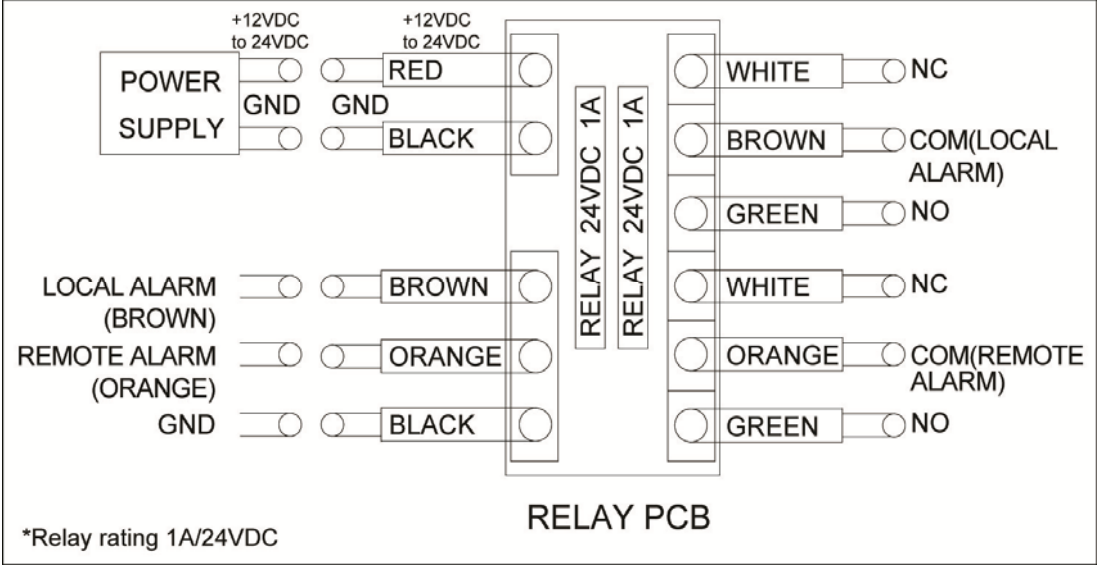 +12VDC
to 24VDC
+12VDC
to 24VDC
POWER
SUPPLY
GND
GND
RED
BLACK
LOCAL ALARM
(BROWN)
REMOTE ALARM
(ORANGE)
GND
BROWN
ORANGE
BLACK
RELAY 24VDC 1A
RELAY 24VDC 1A
WHITE
NC
BROWN
COM(LOCAL
ALARM)
GREEN
NO
WHITE
NC
ORANGE
COM(REMOTE
ALARM)
GREEN
NO
RELAY PCB
*Relay rating 1A/24VDC